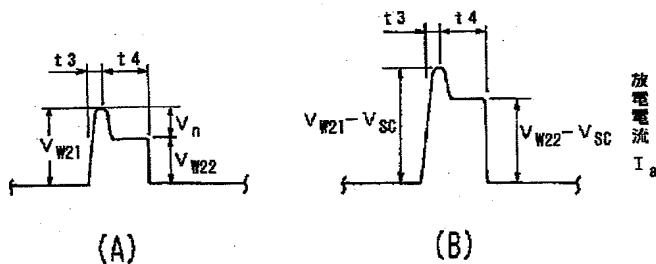 t3 t4
V_W21
V_n
V_W22
(A)
t3 t4
V_W21−V_SC
V_W22−V_SC
(B)
放電電流 I_a